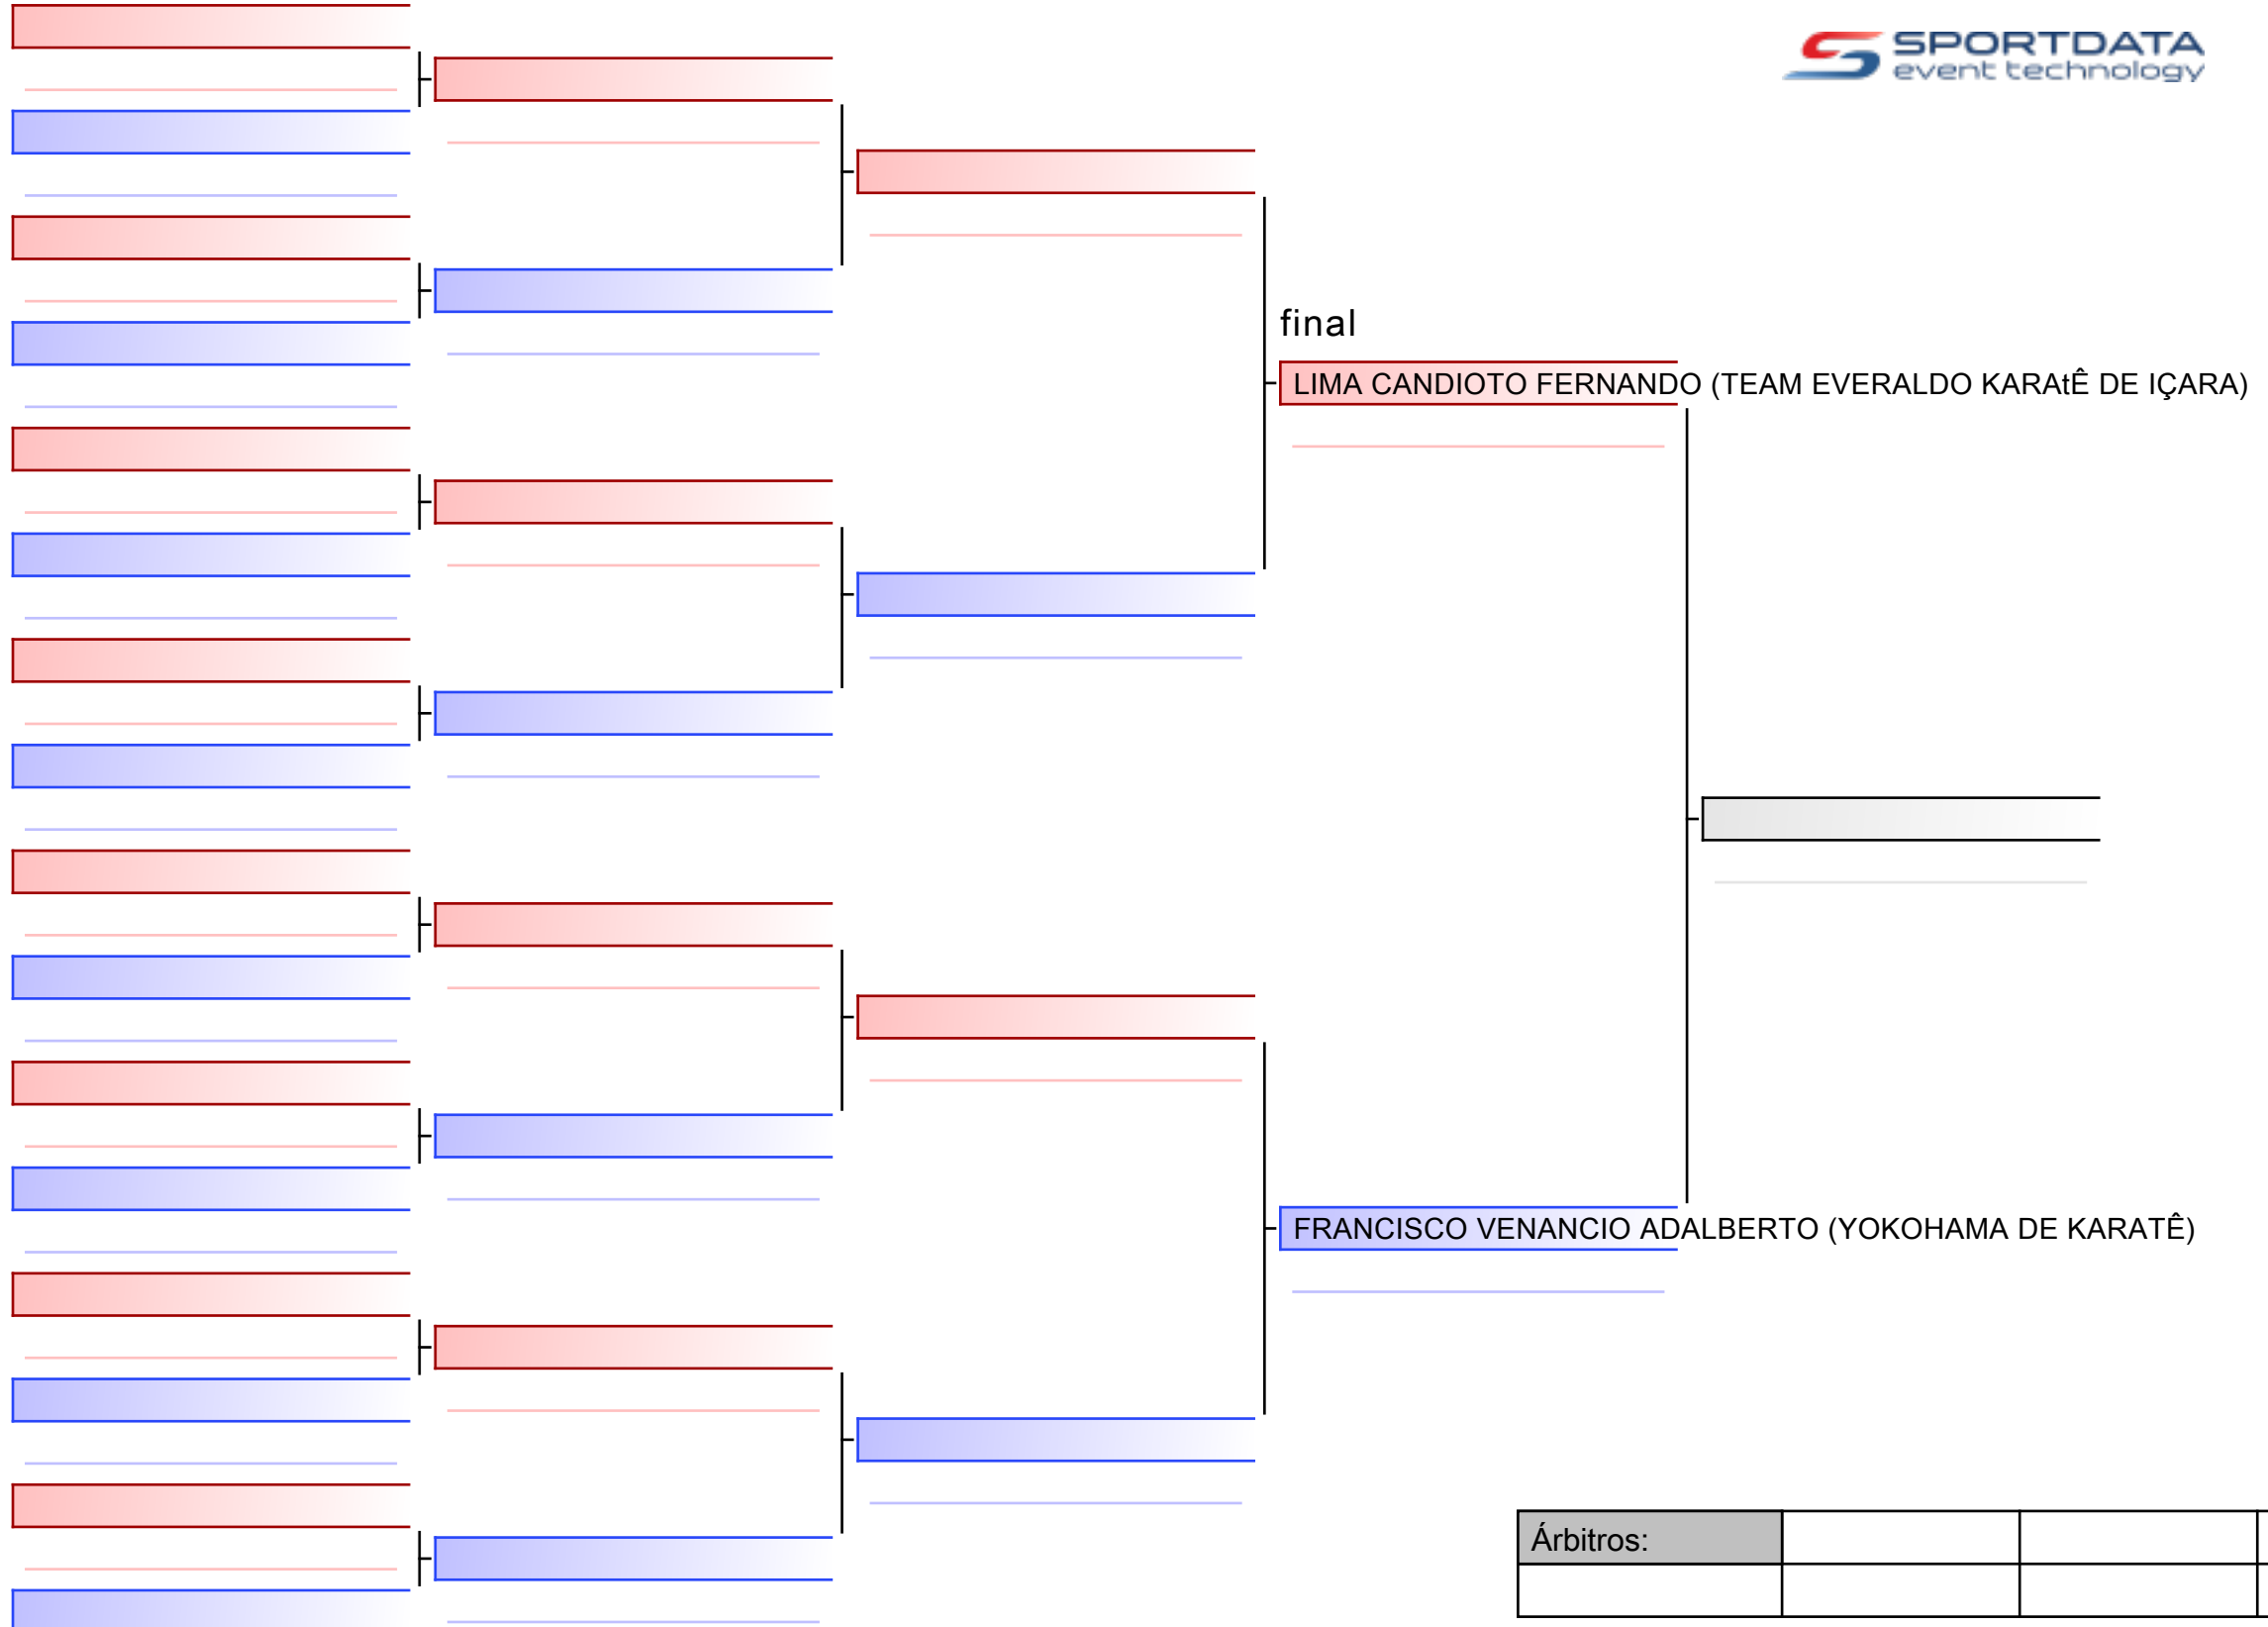 SPORTDATA
event technology
final
LIMA CANDIOTO FERNANDO (TEAM EVERALDO KARAtÊ DE IÇARA)
FRANCISCO VENANCIO ADALBERTO (YOKOHAMA DE KARATÊ)
Árbitros: